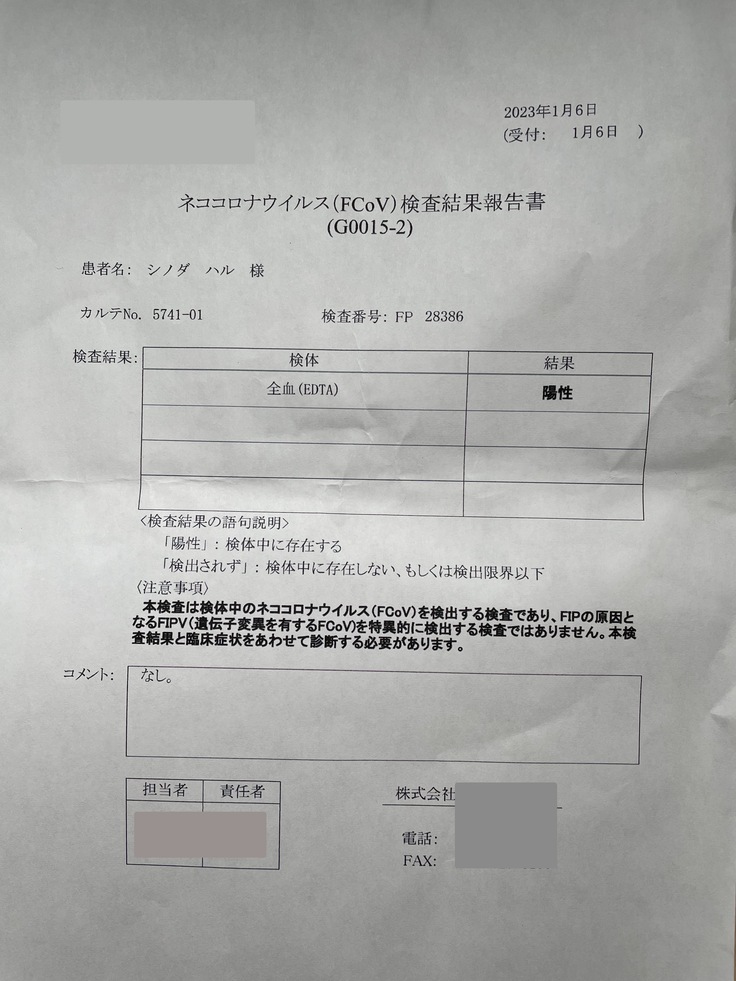 2023年1月6日
(受付: 1月6日 )
ネココロナウイルス(FCoV)検査結果報告書
(G0015-2)
患者名: シノダ ハル 様
カルテNo. 5741-01 検査番号: FP 28386
検査結果: 検体 結果
全血(EDTA) 陽性
〈検査結果の語句説明〉
「陽性」: 検体中に存在する
「検出されず」: 検体中に存在しない、もしくは検出限界以下
〈注意事項〉
本検査は検体中のネココロナウイルス(FCoV)を検出する検査であり、FIPの原因と
なるFIPV(遺伝子変異を有するFCoV)を特異的に検出する検査ではありません。本検
査結果と臨床症状をあわせて診断する必要があります。
コメント: なし。
担当者 責任者
株式会社
電話:
FAX: